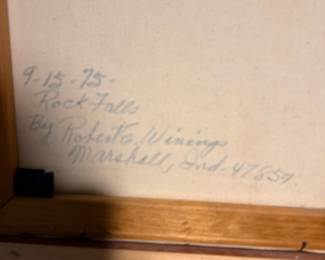 9-15-75-
Rock Falls
By Robert E. Winings
Marshall, Ind-47859